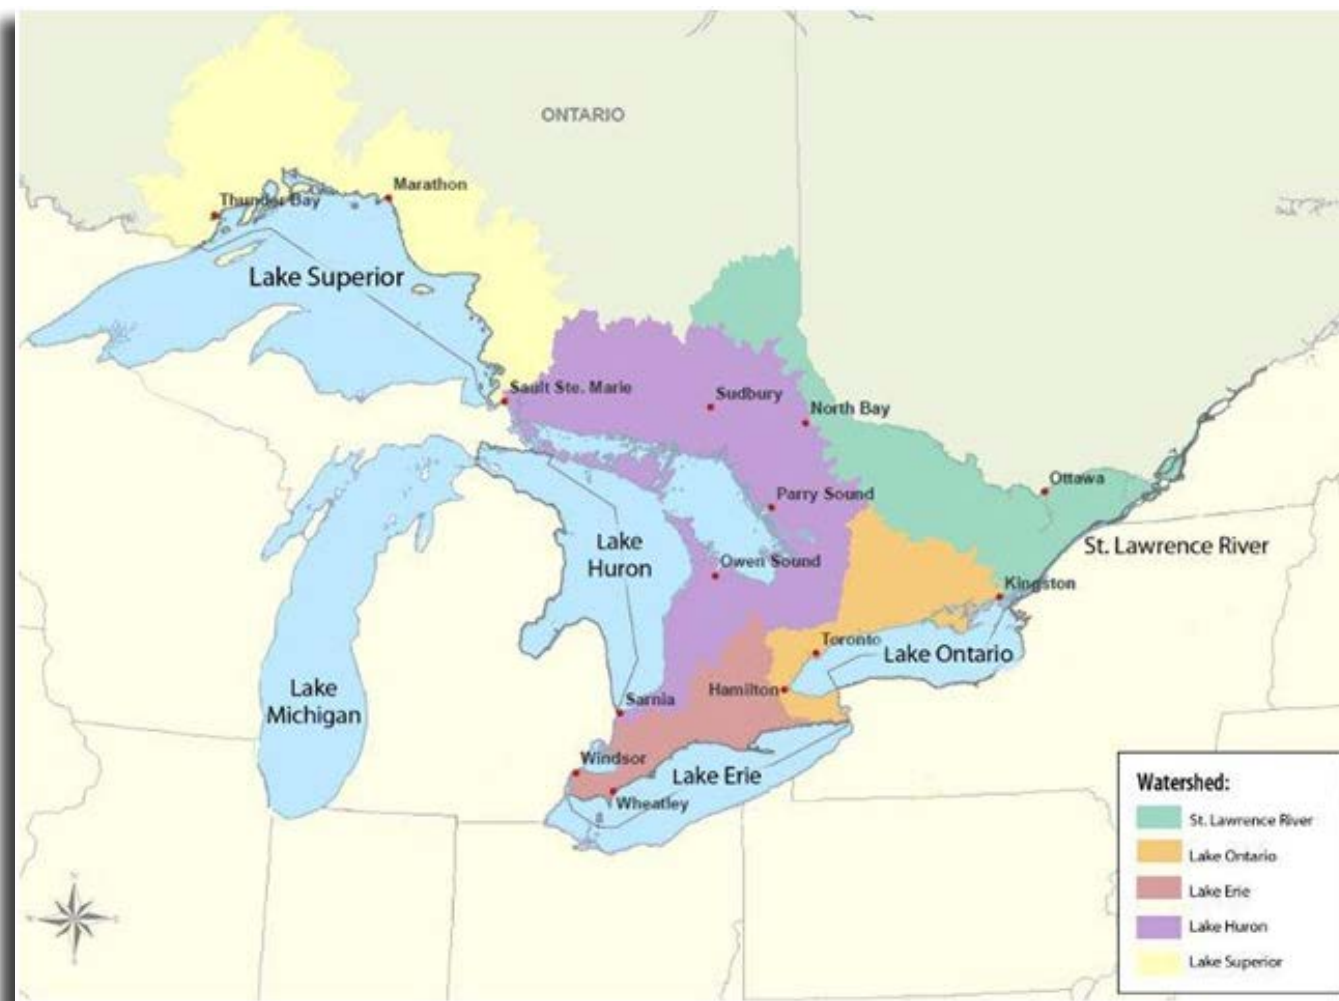 ONTARIO
Marathon
Thunder Bay
Lake Superior
Sault Ste. Marie
Sudbury
North Bay
Ottawa
Parry Sound
St. Lawrence River
Lake
Huron
Owen Sound
Kingston
Toronto
Lake Ontario
Lake
Michigan
Hamilton
Sarnia
Windsor
Lake Erie
Wheatley
Watershed:
St. Lawrence River
Lake Ontario
Lake Erie
Lake Huron
Lake Superior